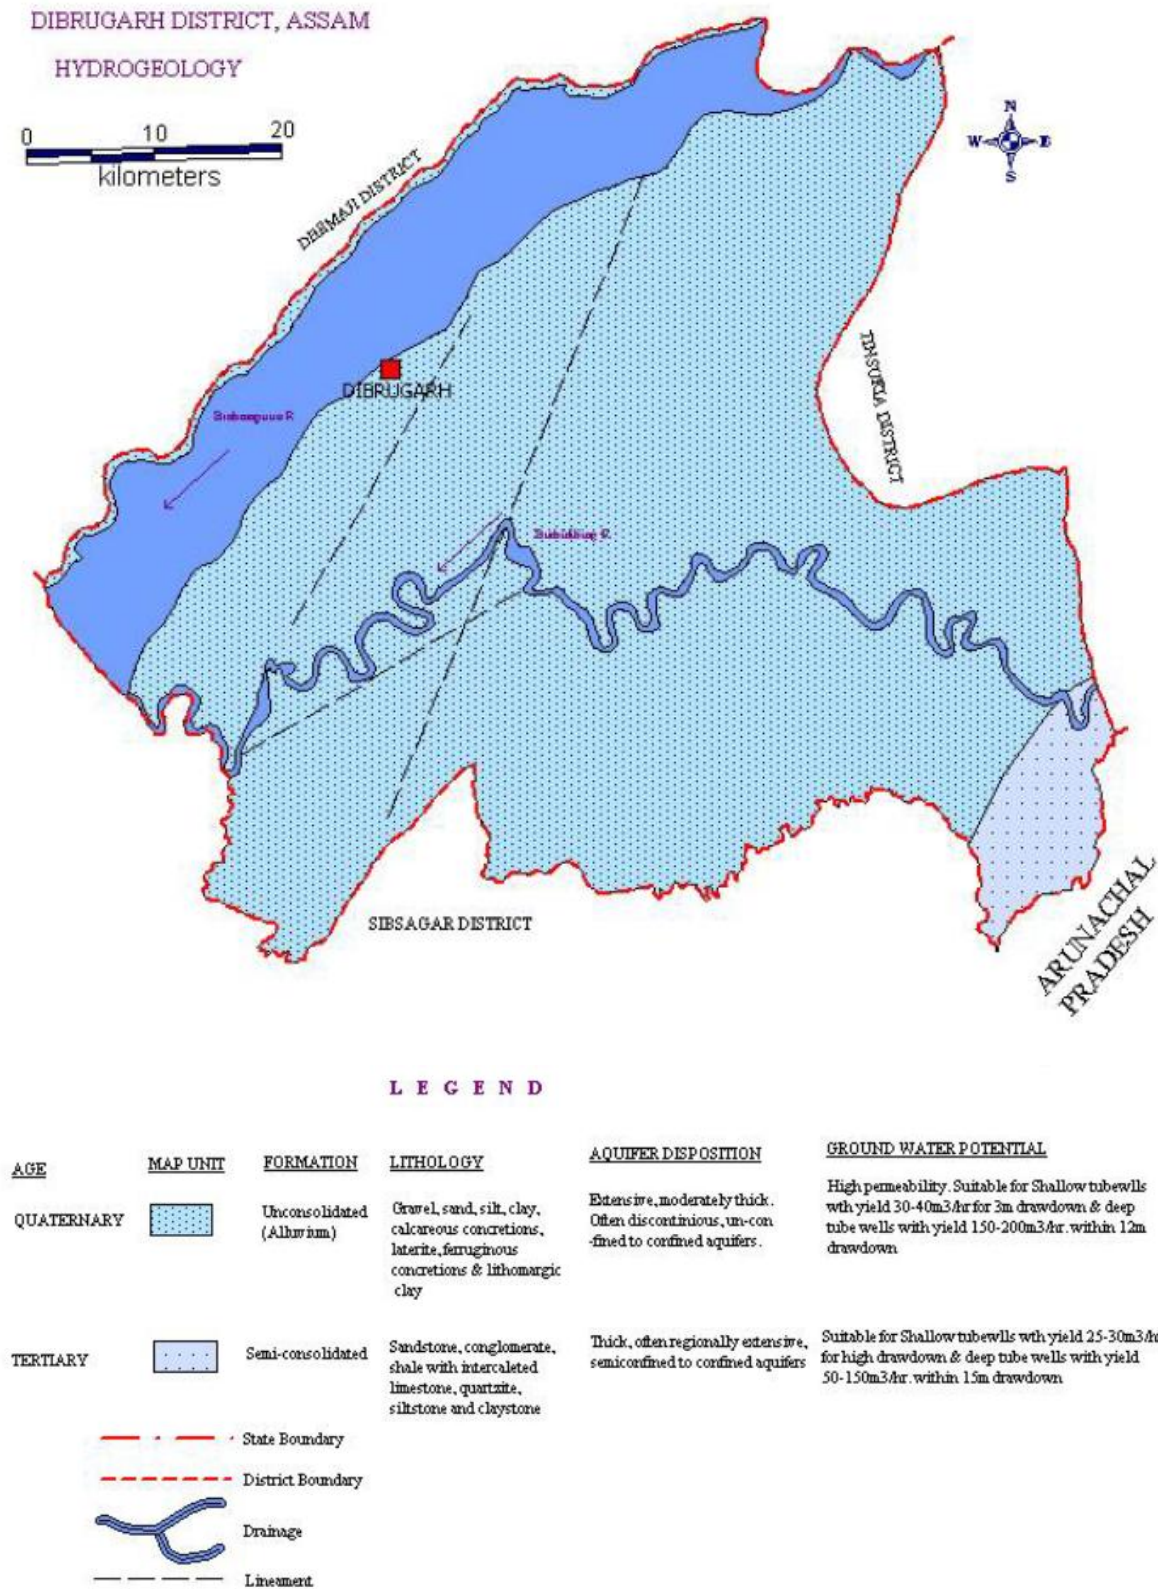 DIBRUGARH DISTRICT, ASSAM
HYDROGEOLOGY
0 10 20
kilometers
N
W E
S
DISTRICT
DIBRUGARH
R
TINSUKIA DISTRICT
R
SIBSAGAR DISTRICT
ARUNACHAL
PRADESH
LEGEND
AGE MAP UNIT FORMATION LITHOLOGY AQUIFER DISPOSITION GROUND WATER POTENTIAL
QUATERNARY
Unconsolidated
(Alluvium)
Gravel, sand, silt, clay,
calcareous concretions,
laterite, ferruginous
concretions & lithomargic
clay
Extensive, moderately thick.
Often discontinious, un-con
-fined to confined aquifers.
High permeability. Suitable for Shallow tubewlls
wth yield 30-40m3/hr for 3m drawdown & deep
tube wells with yield 150-200m3/hr. within 12m
drawdown
TERTIARY
Semi-consolidated
Sandstone, conglomerate,
shale with intercaleted
limestone, quartzite,
siltstone and claystone
Thick, often regionally extensive,
semiconfined to confined aquifers
Suitable for Shallow tubewlls wth yield 25-30m3/hr
for high drawdown & deep tube wells with yield
50-150m3/hr. within 15m drawdown
State Boundary
District Boundary
Drainage
Lineament